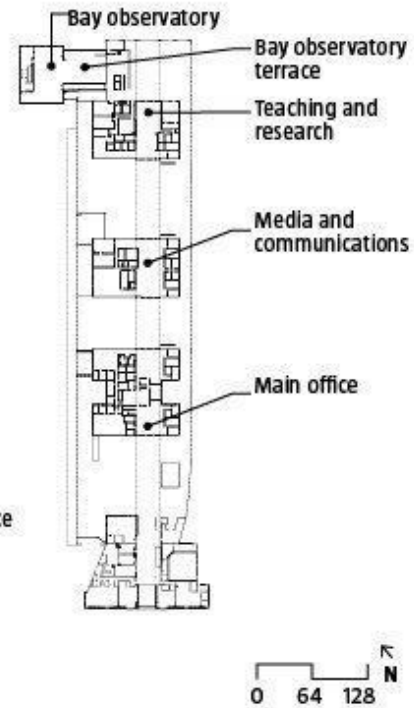 Bay observatory
Bay observatory
terrace
Teaching and
research
Media and
communications
Main office
N
0 64 128